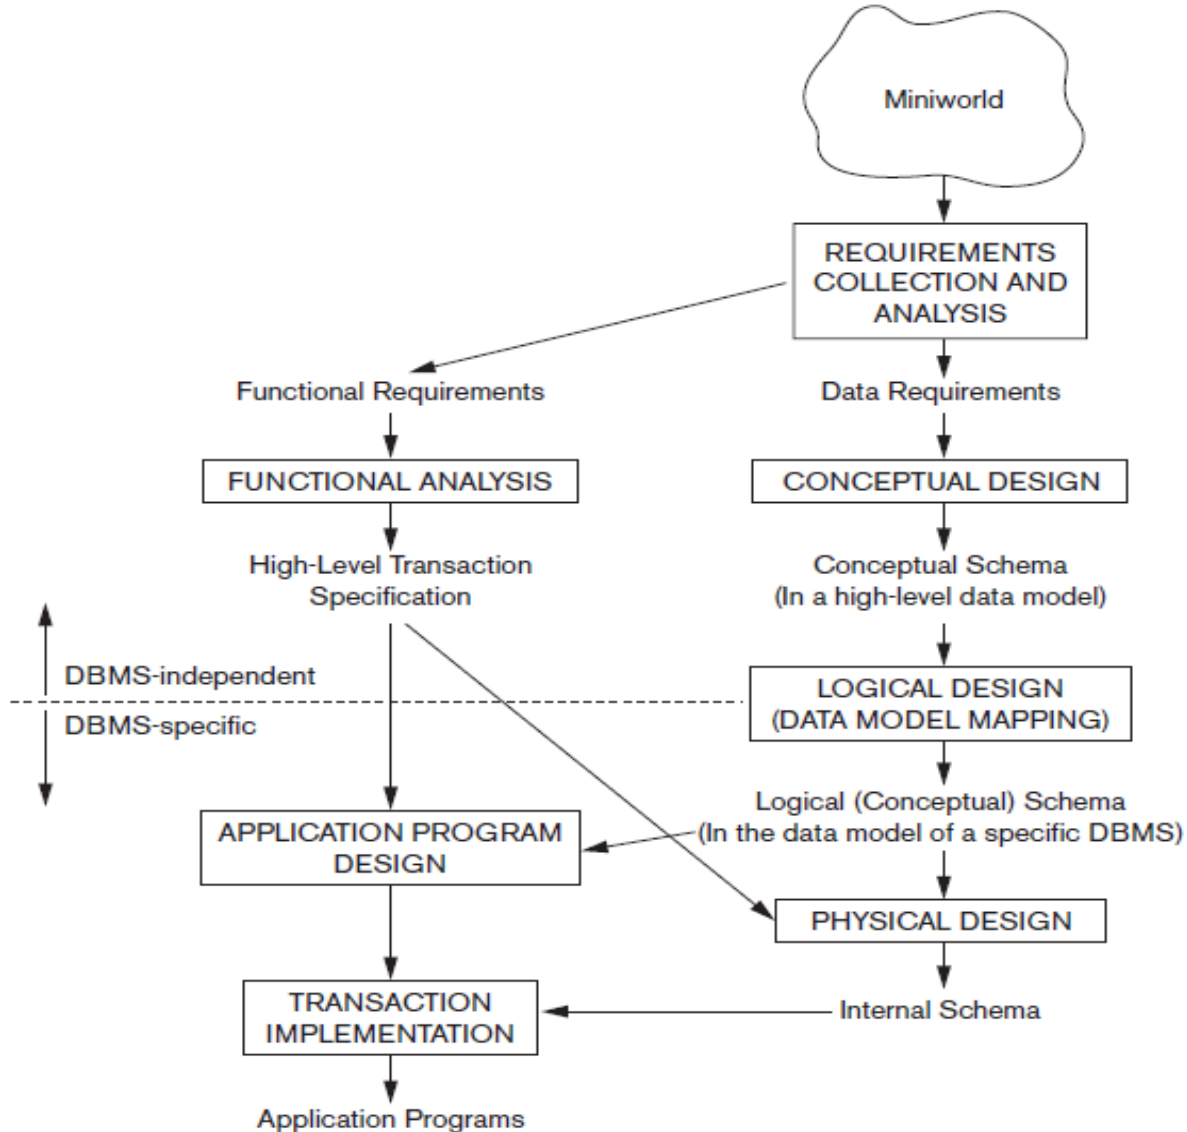 Miniworld
REQUIREMENTS
COLLECTION AND
ANALYSIS
Functional Requirements
Data Requirements
FUNCTIONAL ANALYSIS
CONCEPTUAL DESIGN
High-Level Transaction
Specification
Conceptual Schema
(In a high-level data model)
DBMS-independent
DBMS-specific
LOGICAL DESIGN
(DATA MODEL MAPPING)
Logical (Conceptual) Schema
(In the data model of a specific DBMS)
APPLICATION PROGRAM
DESIGN
PHYSICAL DESIGN
TRANSACTION
IMPLEMENTATION
Internal Schema
Application Programs